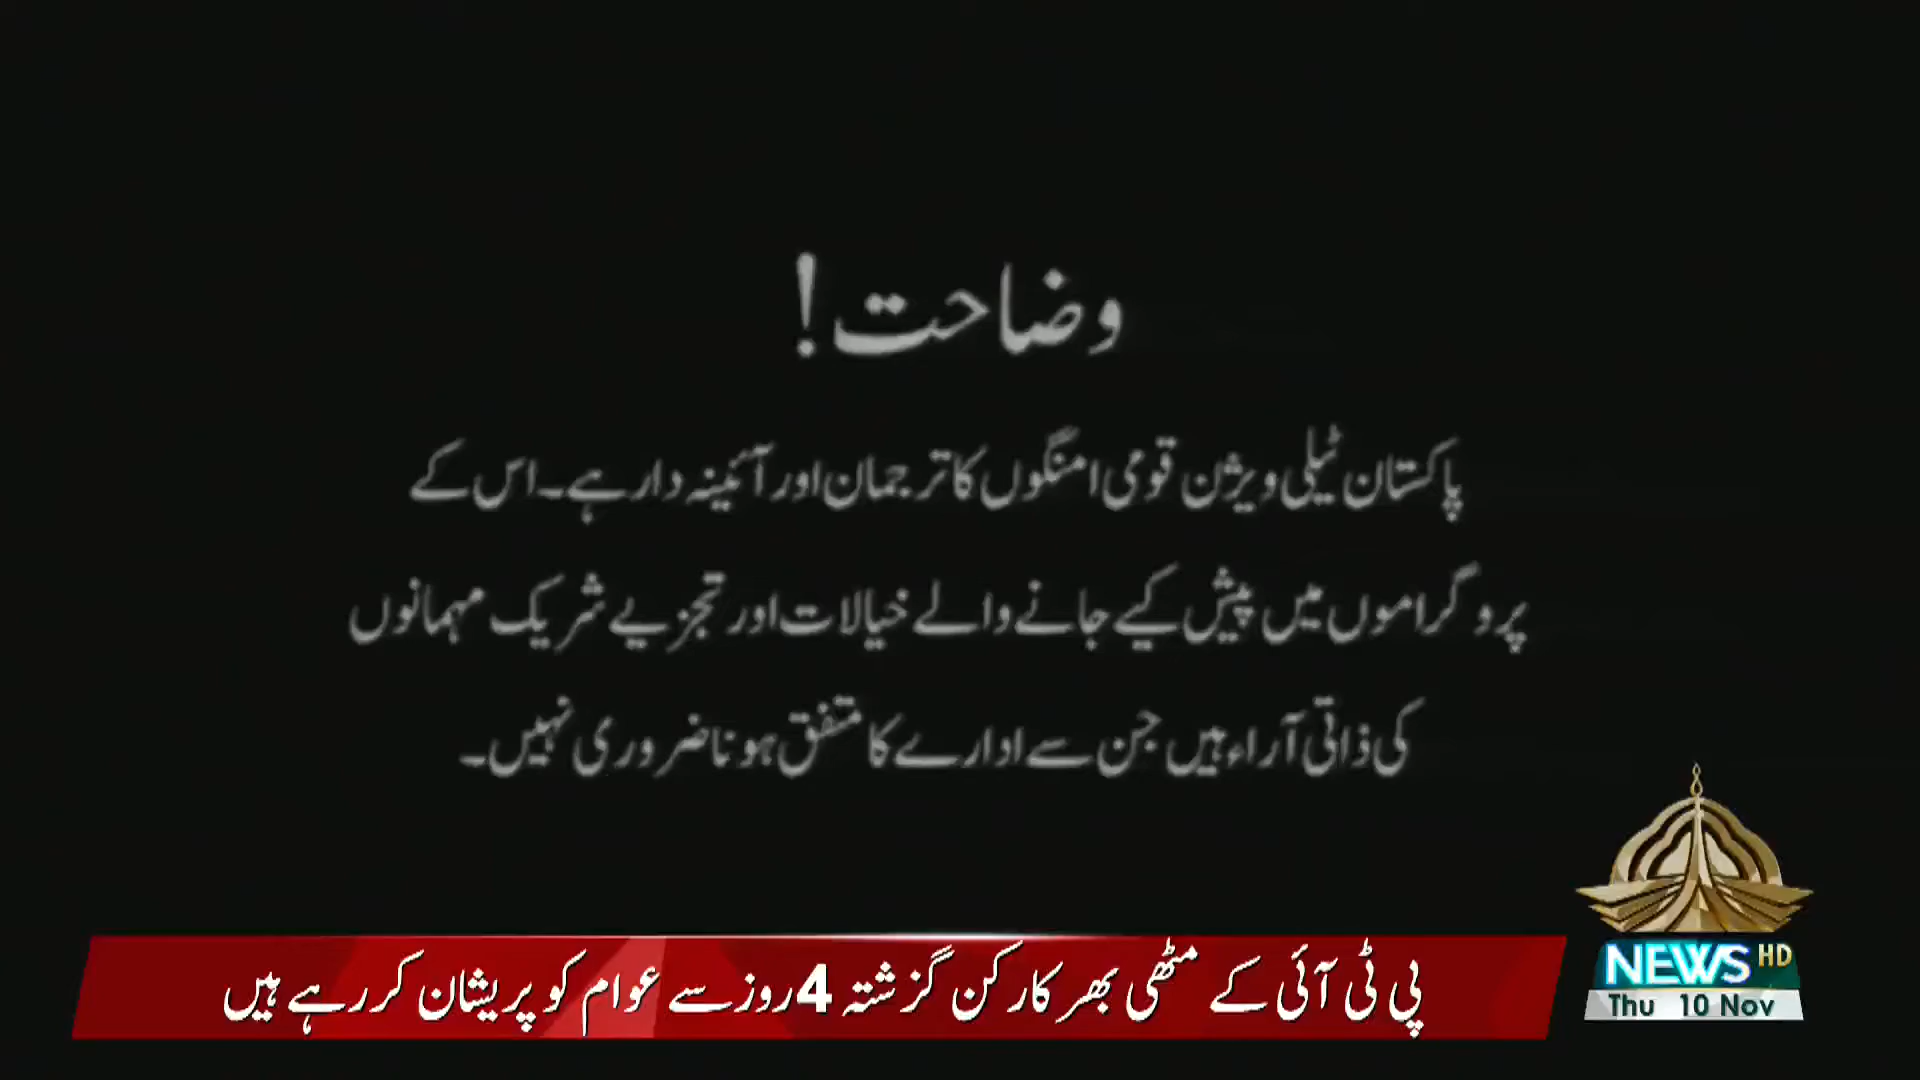 وضاحت!
پاکستان ٹیلی ویژن قومی امنگوں کا ترجمان اور آئینہ دار ہے۔ اس کے
پروگراموں میں پیش کیے جانے والے خیالات اور تجزیے شریک مہمانوں
کی ذاتی آراء ہیں جن سے ادارے کا متفق ہونا ضروری نہیں۔
NEWS HD
Thu 10 Nov
پی ٹی آئی کے مٹھی بھر کارکن گزشتہ 4 روز سے عوام کو پریشان کر رہے ہیں